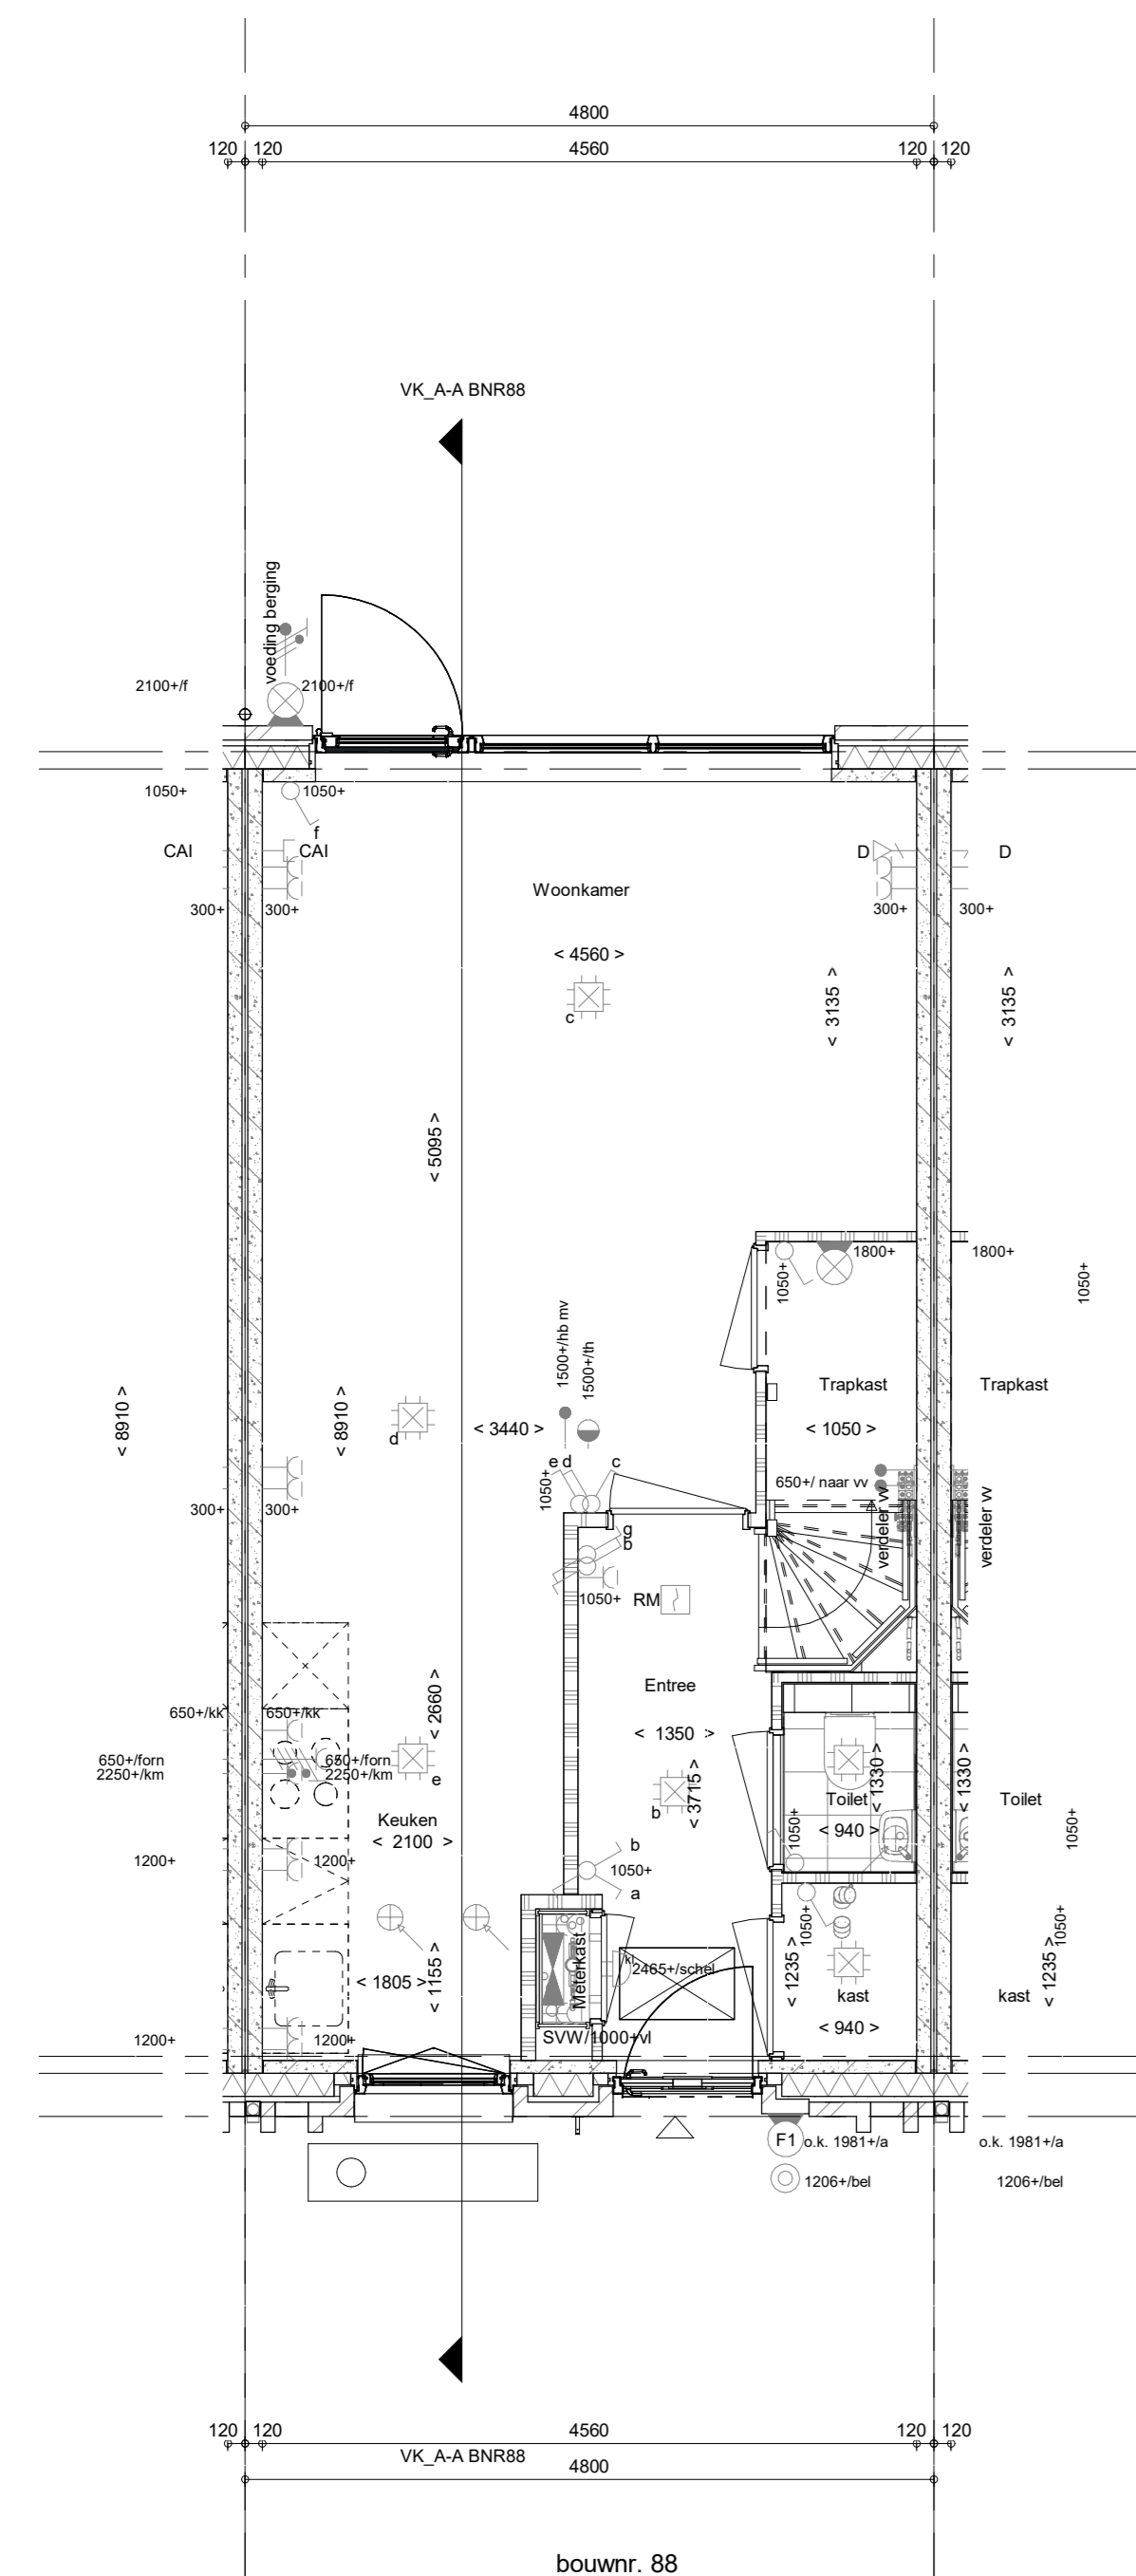 4800
120 120 4560 120 120
VK_A-A BNR88
voeding berging
2100+/f 2100+/f
1050+ 1050+
f
CAI CAI D D
300+ 300+ 300+ 300+
Woonkamer
< 4560 >
c
< 3135 > < 3135 >
< 5095 >
1800+ 1800+
1050+ 1050+
1500+/hb mv
1500+/th
Trapkast Trapkast
< 8910 > < 8910 >
d
< 3440 > < 1050 >
e d c
1050+
650+/ naar vv
verdeler vv verdeler vv
300+ 300+
g
b
1050+
RM
Entree
< 2660 >
650+/kk 650+/kk
< 1350 >
650+/forn 650+/forn
2250+/km 2250+/km
e
b
< 3715 >
< 1330 > < 1330 >
Toilet Toilet
Keuken
< 2100 >
< 940 >
1050+ 1050+
b
1200+ 1200+
1050+
a
1050+ 1050+
Meterkast
kl
2465+/schel
< 1805 >
< 1155 >
< 1235 > < 1235 >
kast kast
< 940 >
1200+ 1200+
SVW/1000+vl
F1 o.k. 1981+/a o.k. 1981+/a
1206+/bel 1206+/bel
120 120 4560 120 120
VK_A-A BNR88
4800
bouwnr. 88